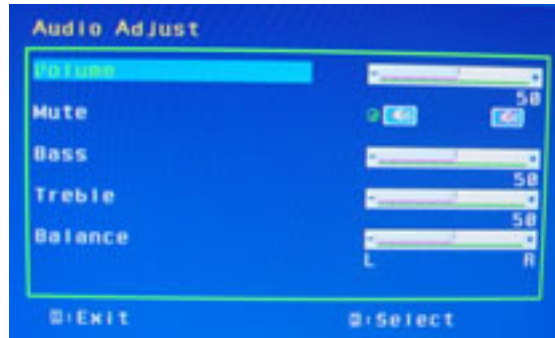 Audio Adjust
Volume
50
Mute
Bass
50
Treble
50
Balance
L R
:Exit :Select